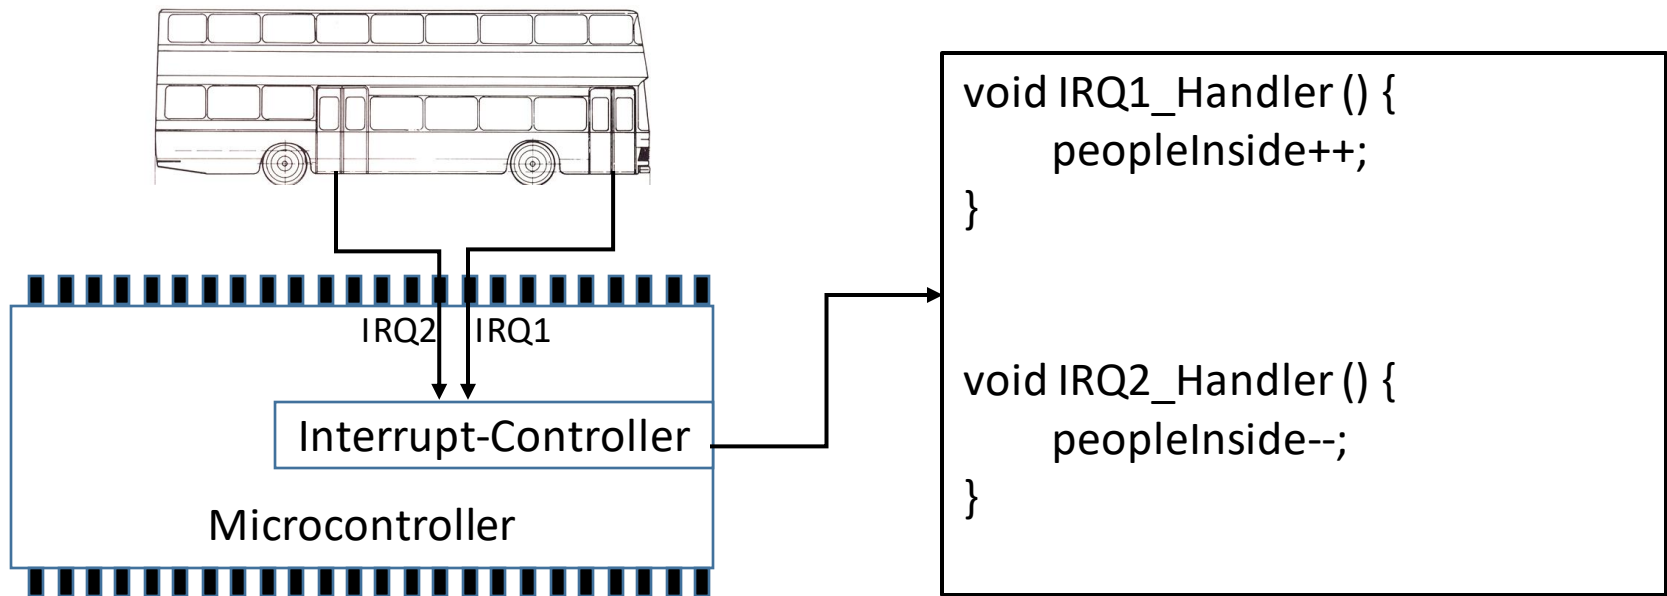 IRQ2 IRQ1
Interrupt-Controller
Microcontroller
void IRQ1_Handler () {
peopleInside++;
}
void IRQ2_Handler () {
peopleInside--;
}